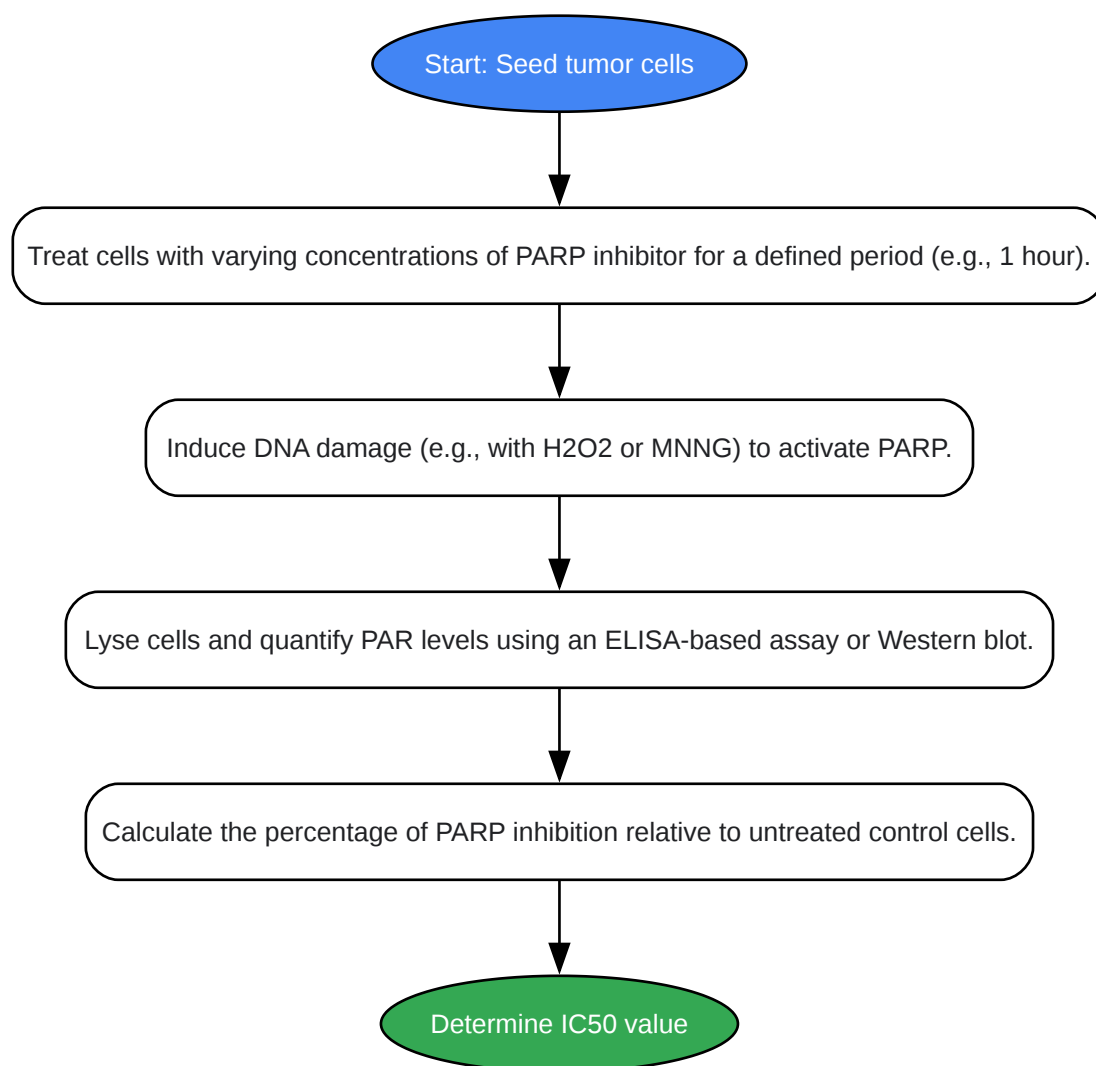 Start: Seed tumor cells
Treat cells with varying concentrations of PARP inhibitor for a defined period (e.g., 1 hour).
Induce DNA damage (e.g., with H2O2 or MNNG) to activate PARP.
Lyse cells and quantify PAR levels using an ELISA-based assay or Western blot.
Calculate the percentage of PARP inhibition relative to untreated control cells.
Determine IC50 value